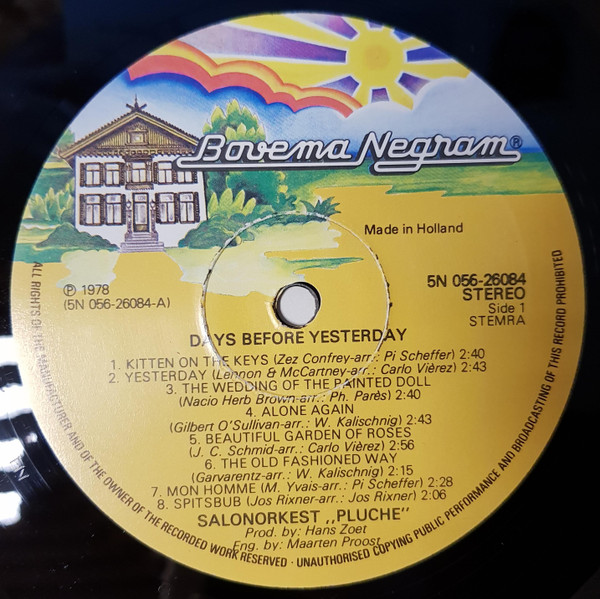 Bovema Negram®
Made in Holland
℗ 1978
(5N 056-26084-A)
5N 056-26084
STEREO
Side 1
STEMRA
DAYS BEFORE YESTERDAY
1. KITTEN ON THE KEYS (Zez Confrey-arr.: Pi Scheffer) 2:40
2. YESTERDAY (Lennon & McCartney-arr.: Carlo Vièrez) 2:43
3. THE WEDDING OF THE PAINTED DOLL
(Nacio Herb Brown-arr.: Ph. Parès) 2:40
4. ALONE AGAIN
(Gilbert O'Sullivan-arr.: W. Kalischnig) 2:43
5. BEAUTIFUL GARDEN OF ROSES
(J. C. Schmid-arr.: Carlo Vièrez) 2:56
6. THE OLD FASHIONED WAY
(Garvarentz-arr.: W. Kalischnig) 2:15
7. MON HOMME (M. Yvais-arr.: Pi Scheffer) 2:28
8. SPITSBUB (Jos Rixner-arr.: Jos Rixner) 2:06
SALONORKEST ,,PLUCHE"
Prod. by: Hans Zoet
Eng. by: Maarten Proost
ALL RIGHTS OF THE MANUFACTURER AND OF THE OWNER OF THE RECORDED WORK RESERVED · UNAUTHORISED COPYING PUBLIC PERFORMANCE AND BROADCASTING OF THIS RECORD PROHIBITED